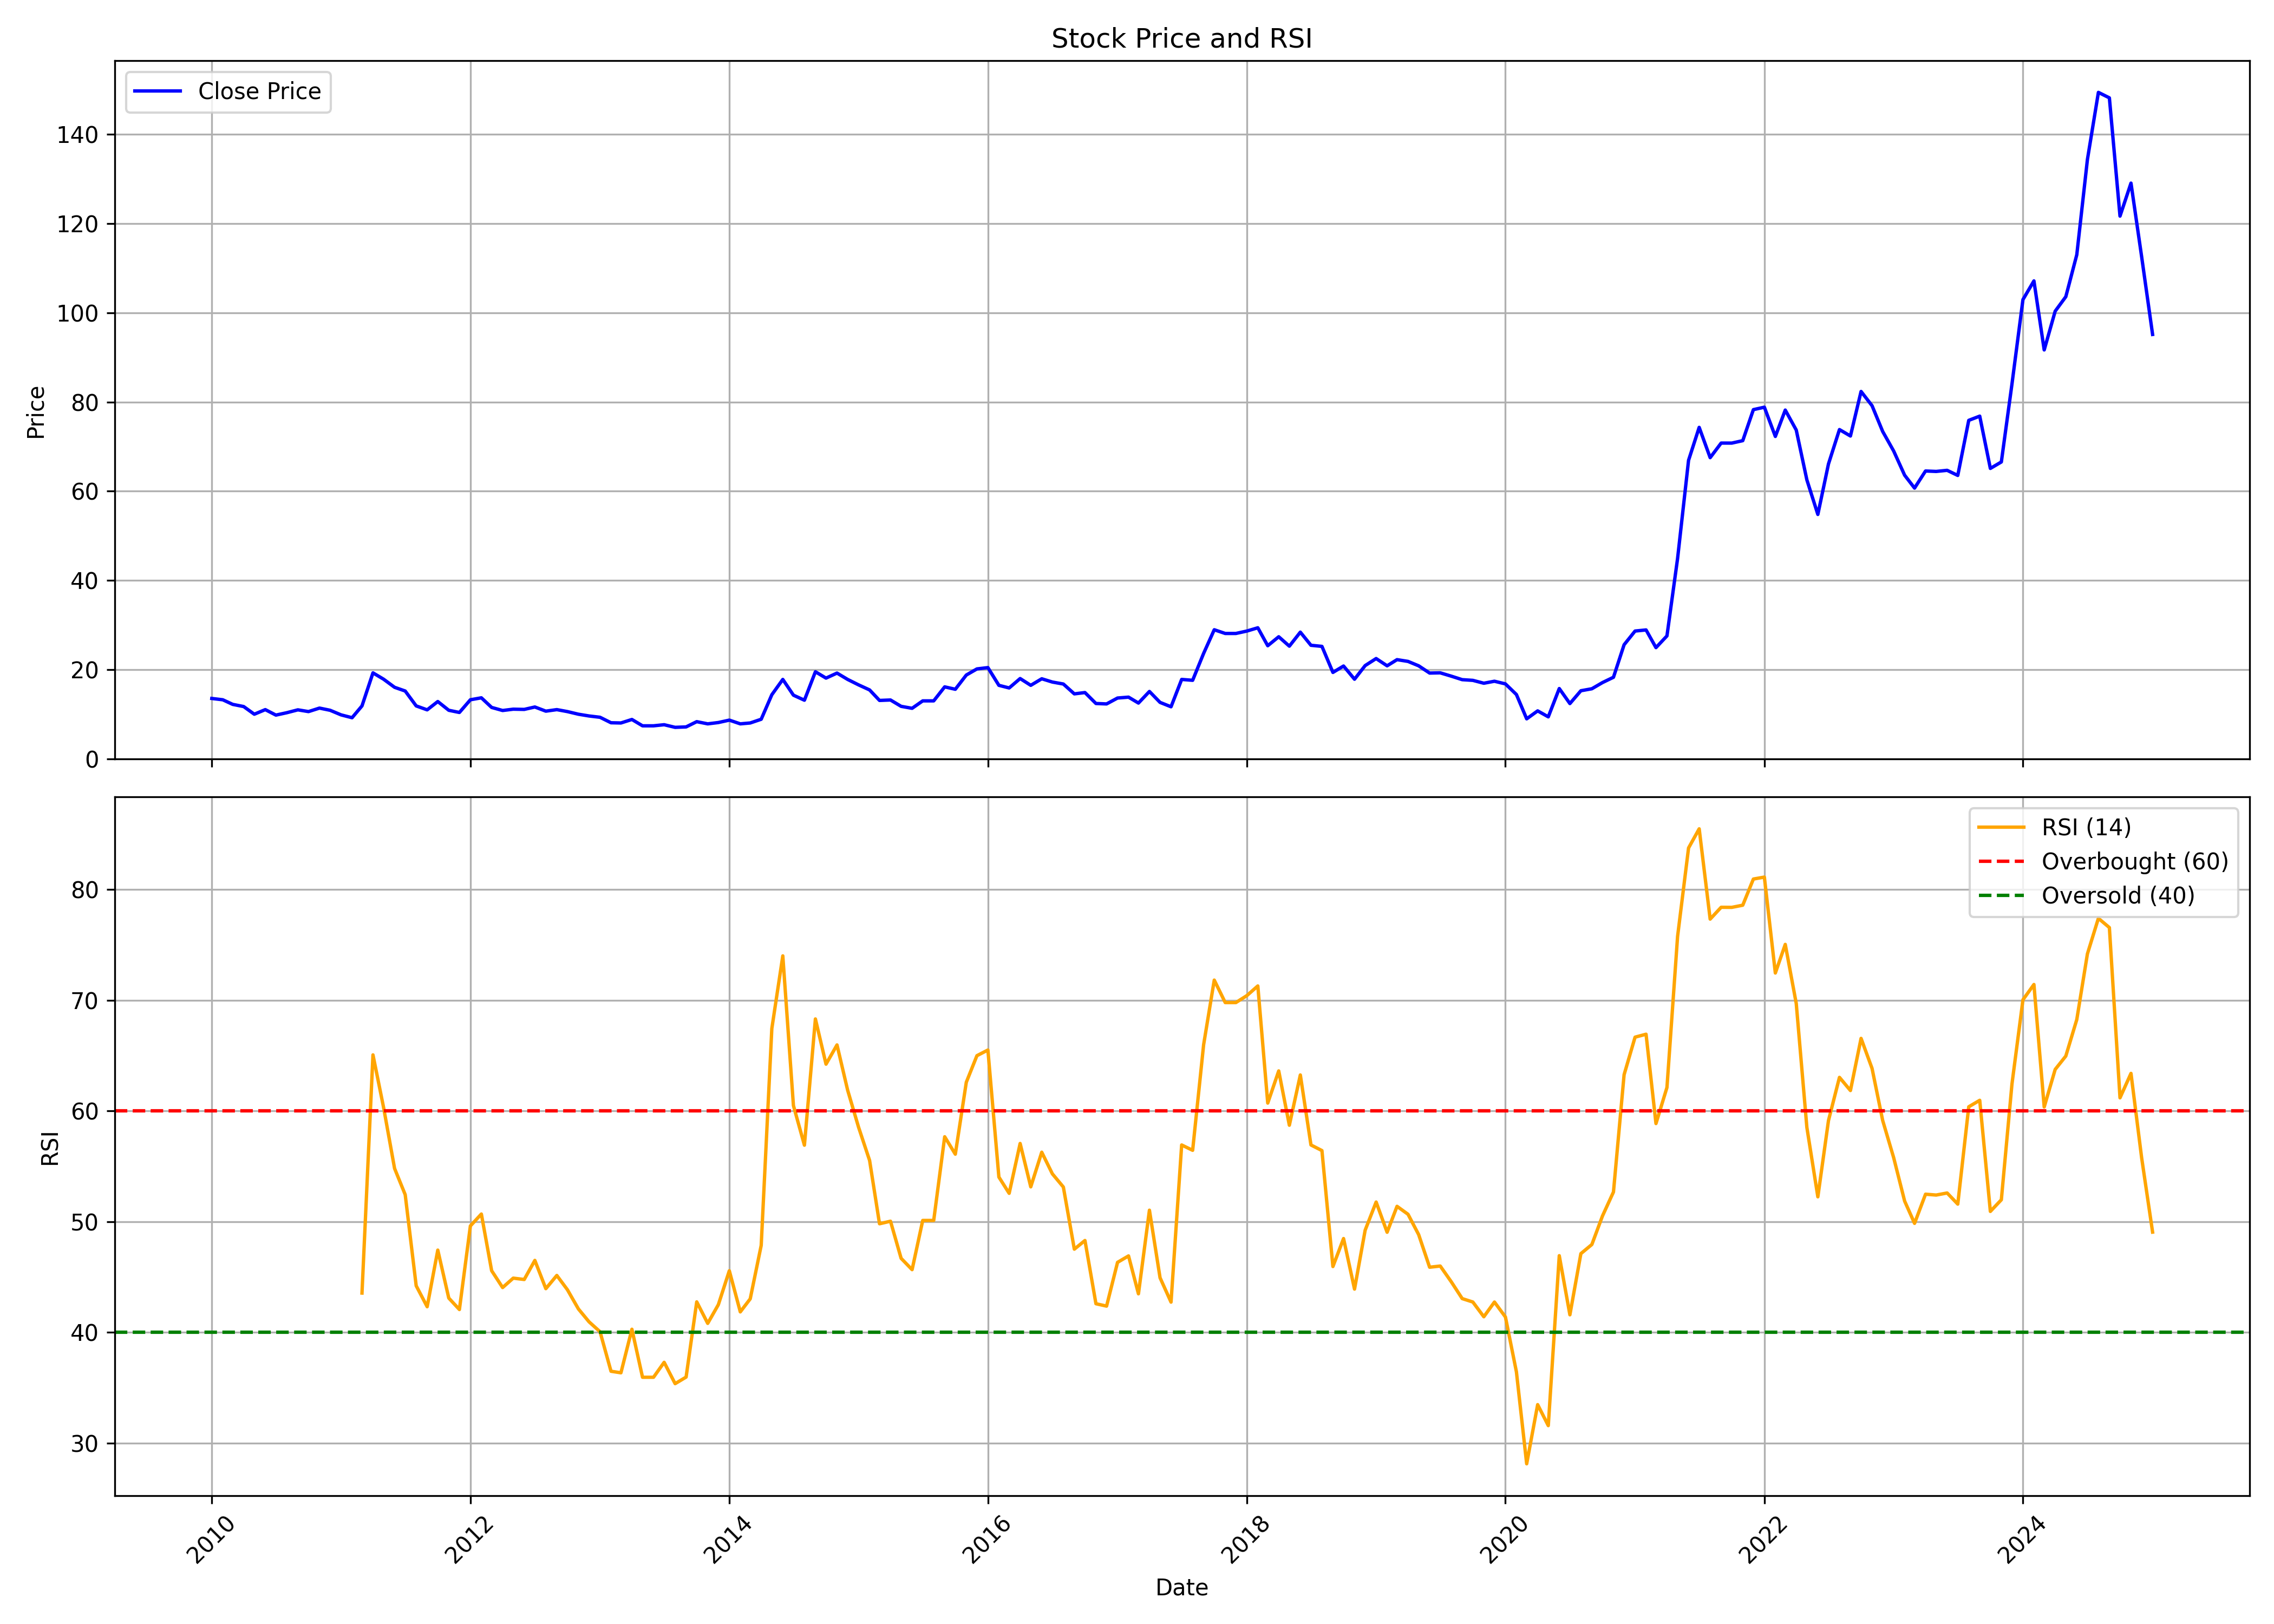 Stock Price and RSI
Close Price
140
120
100
80
60
40
20
0
Price
RSI (14)
Overbought (60)
Oversold (40)
80
70
60
50
40
30
RSI
2010
2012
2014
2016
2018
2020
2022
2024
Date